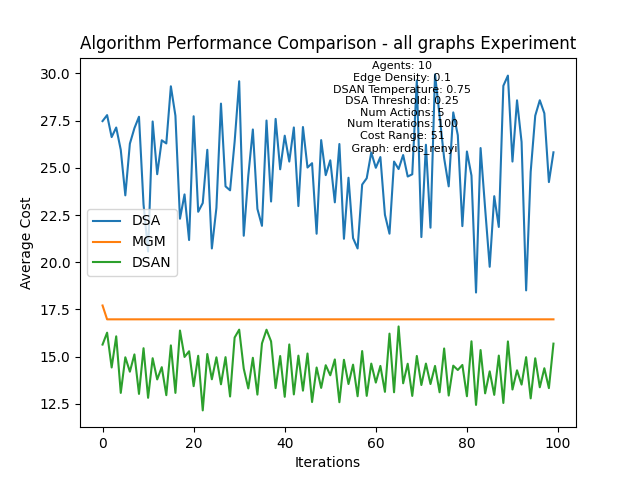 Algorithm Performance Comparison - all graphs Experiment
Agents: 10
Edge Density: 0.1
DSAN Temperature: 0.75
DSA Threshold: 0.25
Num Actions: 5
Num Iterations: 100
Cost Range: 51
Graph: erdos_renyi
Average Cost
30.0
27.5
25.0
22.5
20.0
17.5
15.0
12.5
DSA
MGM
DSAN
0
20
40
60
80
100
Iterations